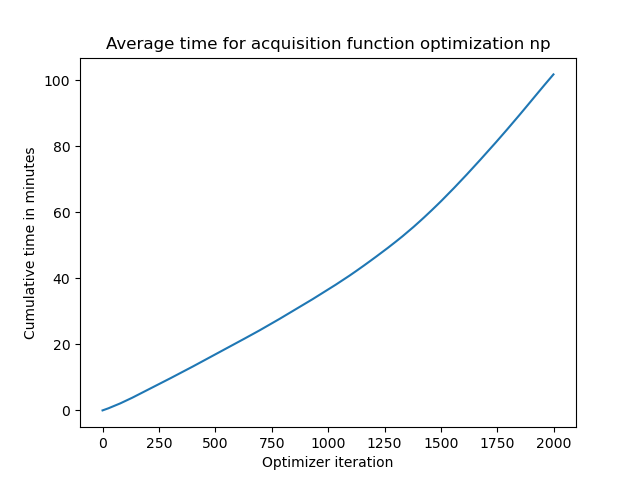 Average time for acquisition function optimization np
100
80
60
40
20
0
Cumulative time in minutes
0 250 500 750 1000 1250 1500 1750 2000
Optimizer iteration